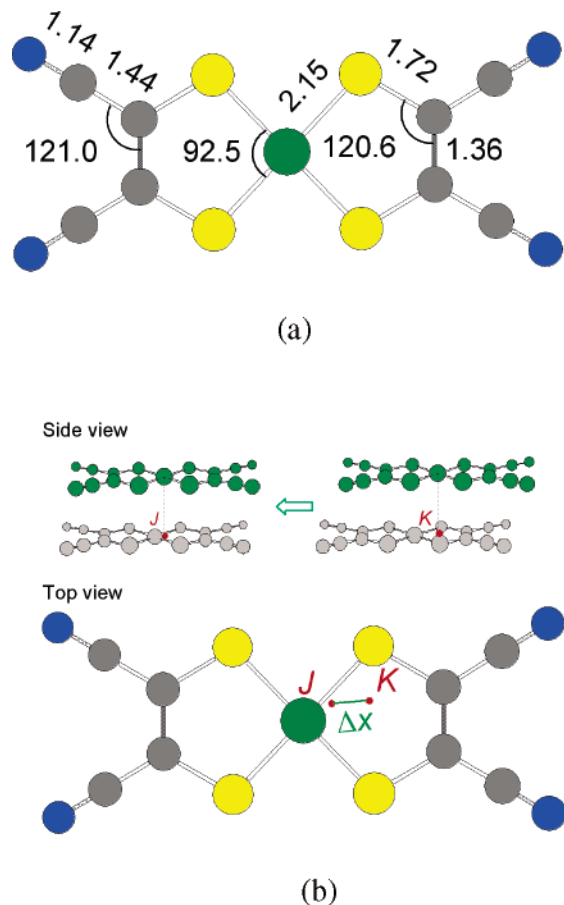 1.14
1.44
2.15
1.72
121.0
92.5
120.6
1.36
(a)
Side view
J
K
Top view
J
K
Δx
(b)